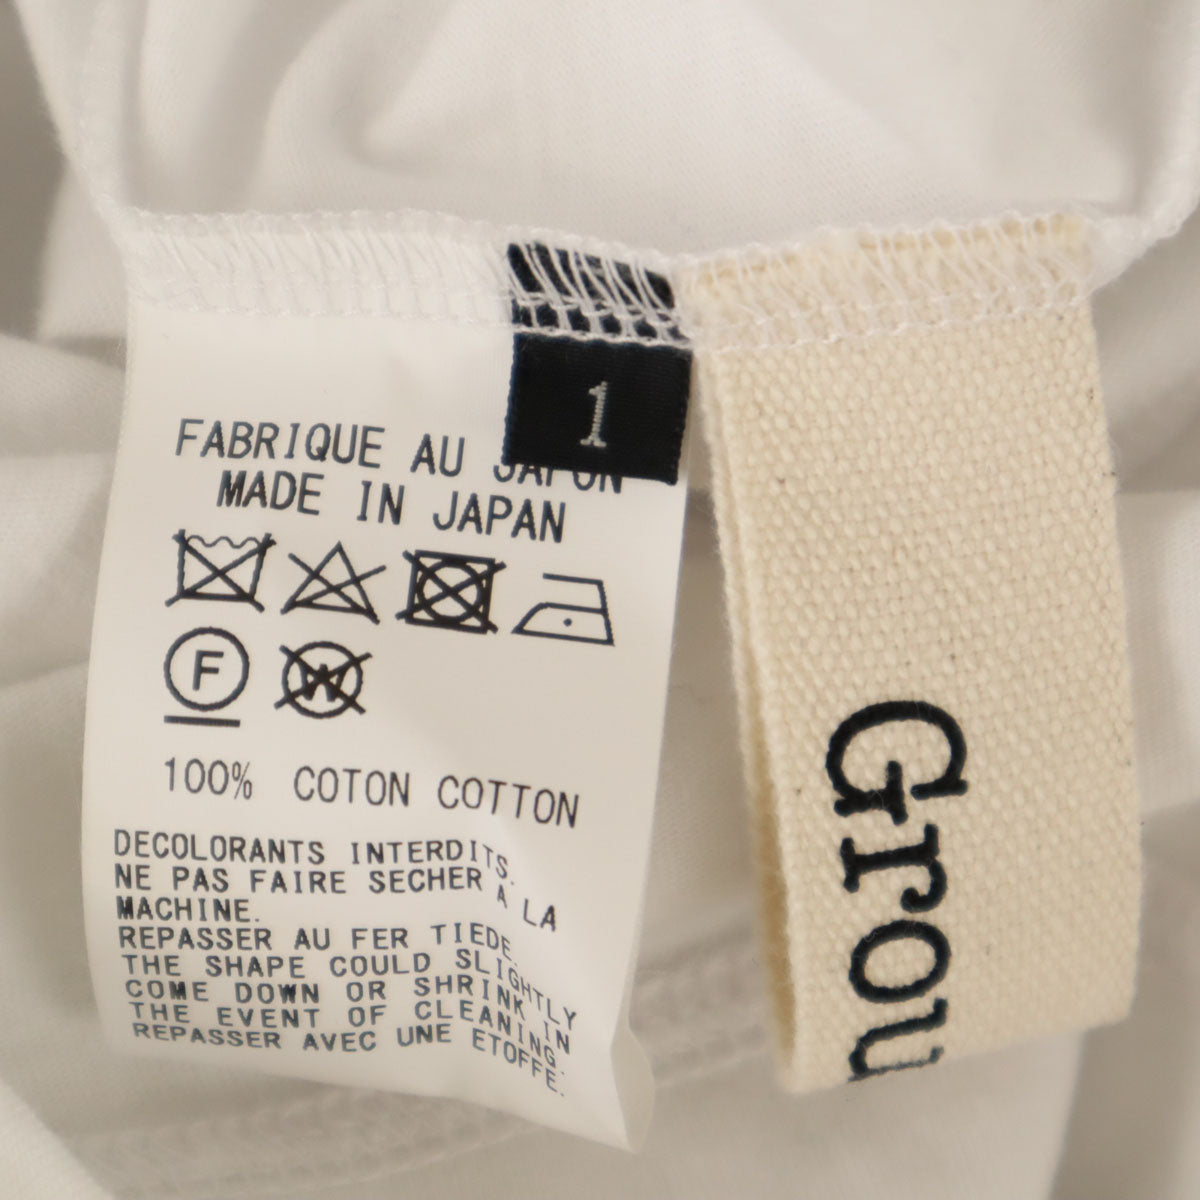 1
FABRIQUE AU JAPON
MADE IN JAPAN
F
W
100% COTON COTTON
DECOLORANTS INTERDITS.
NE PAS FAIRE SECHER A LA
MACHINE.
REPASSER AU FER TIEDE.
THE SHAPE COULD SLIGHTLY
COME DOWN OR SHRINK IN
THE EVENT OF CLEANING.
REPASSER AVEC UNE ETOFFE.
Grou